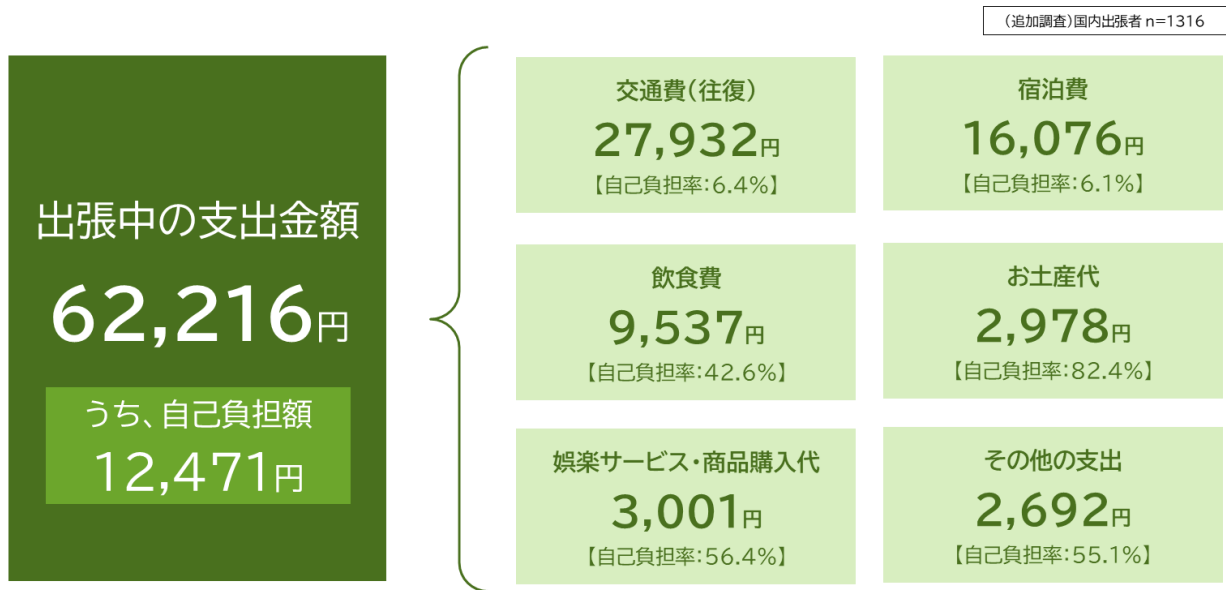 (追加調査)国内出張者 n=1316
出張中の支出金額
62,216円
うち、自己負担額
12,471円
交通費(往復)
27,932円
【自己負担率:6.4%】
宿泊費
16,076円
【自己負担率:6.1%】
飲食費
9,537円
【自己負担率:42.6%】
お土産代
2,978円
【自己負担率:82.4%】
娯楽サービス・商品購入代
3,001円
【自己負担率:56.4%】
その他の支出
2,692円
【自己負担率:55.1%】